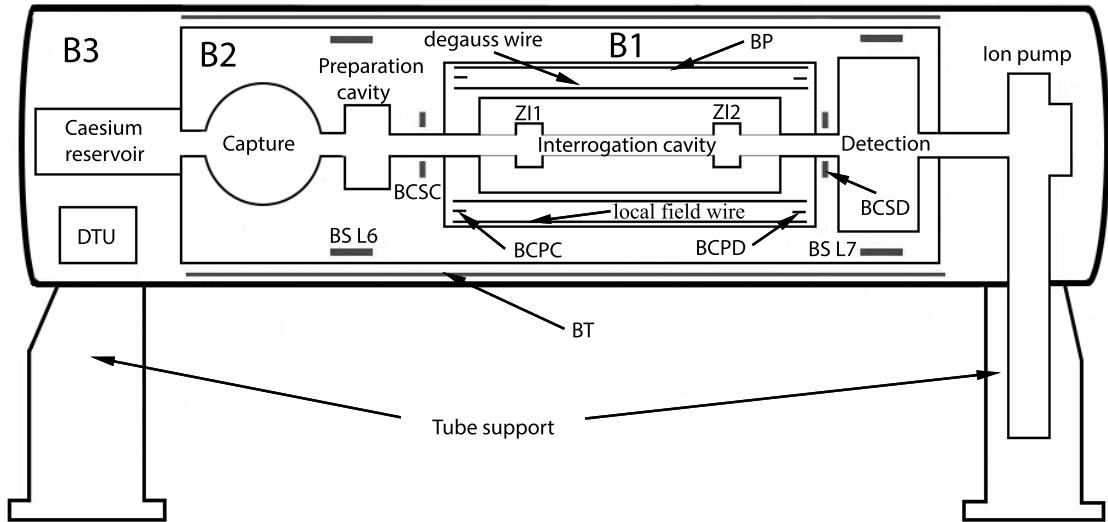 B3
B2
degauss wire
B1
BP
Preparation
cavity
Ion pump
Caesium
reservoir
Capture
ZI1
ZI2
Interrogation cavity
Detection
BCSC
BCSD
local field wire
DTU
BS L6
BCPC
BCPD
BS L7
BT
Tube support